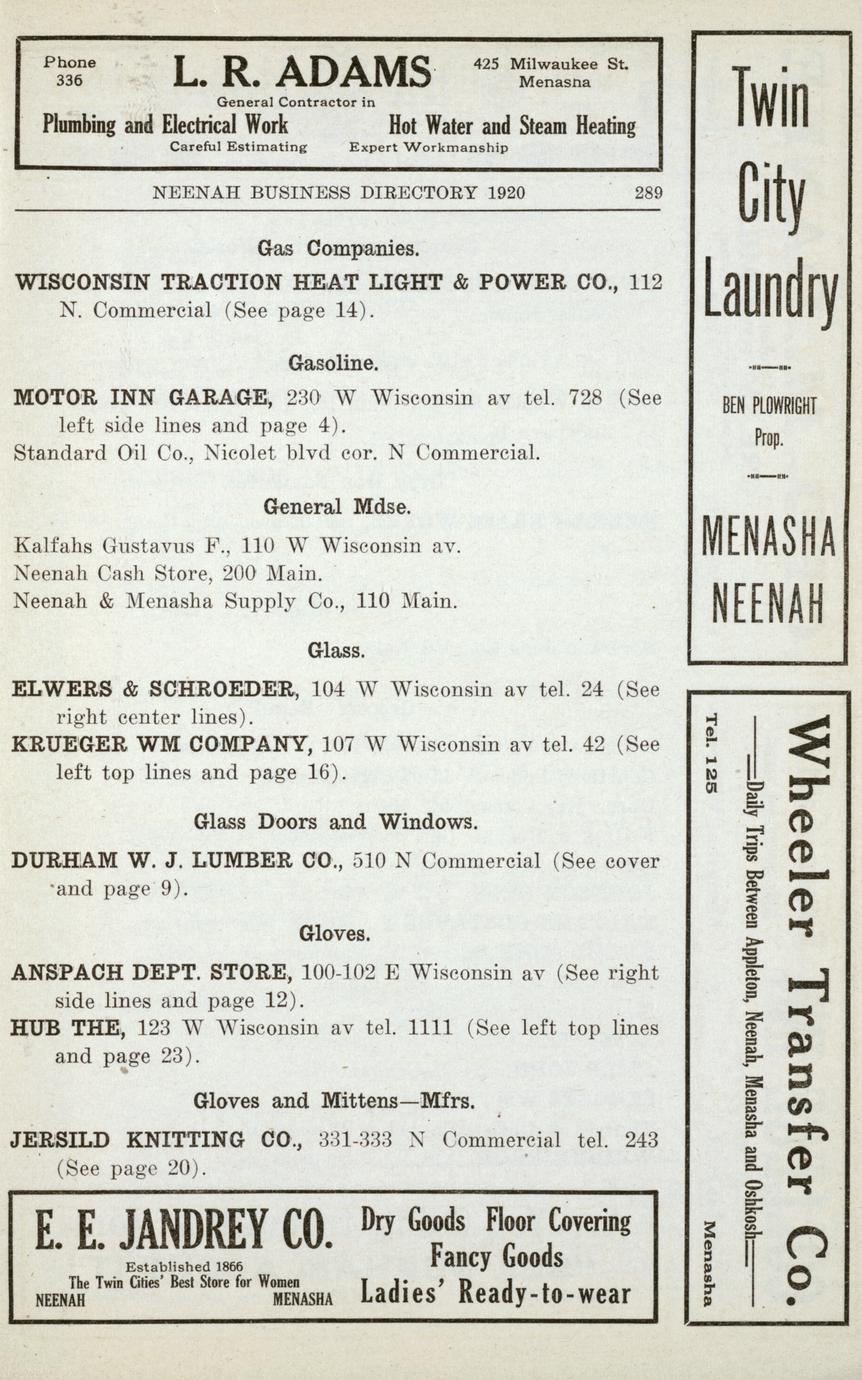 Phone
336
L. R. ADAMS
425 Milwaukee St.
Menasha
General Contractor in
Plumbing and Electrical Work Hot Water and Steam Heating
Careful Estimating Expert Workmanship
NEENAH BUSINESS DIRECTORY 1920 289
Gas Companies.
WISCONSIN TRACTION HEAT LIGHT & POWER CO., 112
N. Commercial (See page 14).
Gasoline.
MOTOR INN GARAGE, 230 W Wisconsin av tel. 728 (See
left side lines and page 4).
Standard Oil Co., Nicolet blvd cor. N Commercial.
General Mdse.
Kalfahs Gustavus F., 110 W Wisconsin av.
Neenah Cash Store, 200 Main.
Neenah & Menasha Supply Co., 110 Main.
Glass.
ELWERS & SCHROEDER, 104 W Wisconsin av tel. 24 (See
right center lines).
KRUEGER WM COMPANY, 107 W Wisconsin av tel. 42 (See
left top lines and page 16).
Glass Doors and Windows.
DURHAM W. J. LUMBER CO., 510 N Commercial (See cover
and page 9).
Gloves.
ANSPACH DEPT. STORE, 100-102 E Wisconsin av (See right
side lines and page 12).
HUB THE, 123 W Wisconsin av tel. 1111 (See left top lines
and page 23).
Gloves and Mittens—Mfrs.
JERSILD KNITTING CO., 331-333 N Commercial tel. 243
(See page 20).
E. E. JANDREY CO.
Established 1866
The Twin Cities' Best Store for Women
NEENAH MENASHA
Dry Goods Floor Covering
Fancy Goods
Ladies' Ready-to-wear
Twin
City
Laundry
BEN PLOWRIGHT
Prop.
MENASHA
NEENAH
Wheeler Transfer Co.
Daily Trips Between Appleton, Neenah, Menasha and Oshkosh
Tel. 125 Menasha